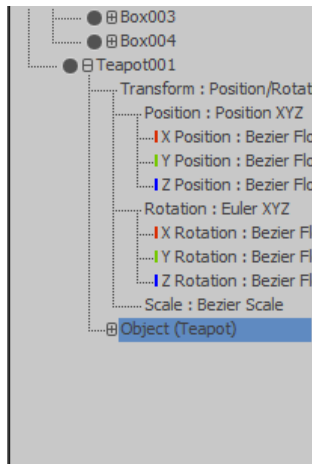 Box003
Box004
Teapot001
Transform : Position/Rotat
Position : Position XYZ
X Position : Bezier Flo
Y Position : Bezier Flo
Z Position : Bezier Flo
Rotation : Euler XYZ
X Rotation : Bezier Fl
Y Rotation : Bezier Fl
Z Rotation : Bezier Fl
Scale : Bezier Scale
Object (Teapot)